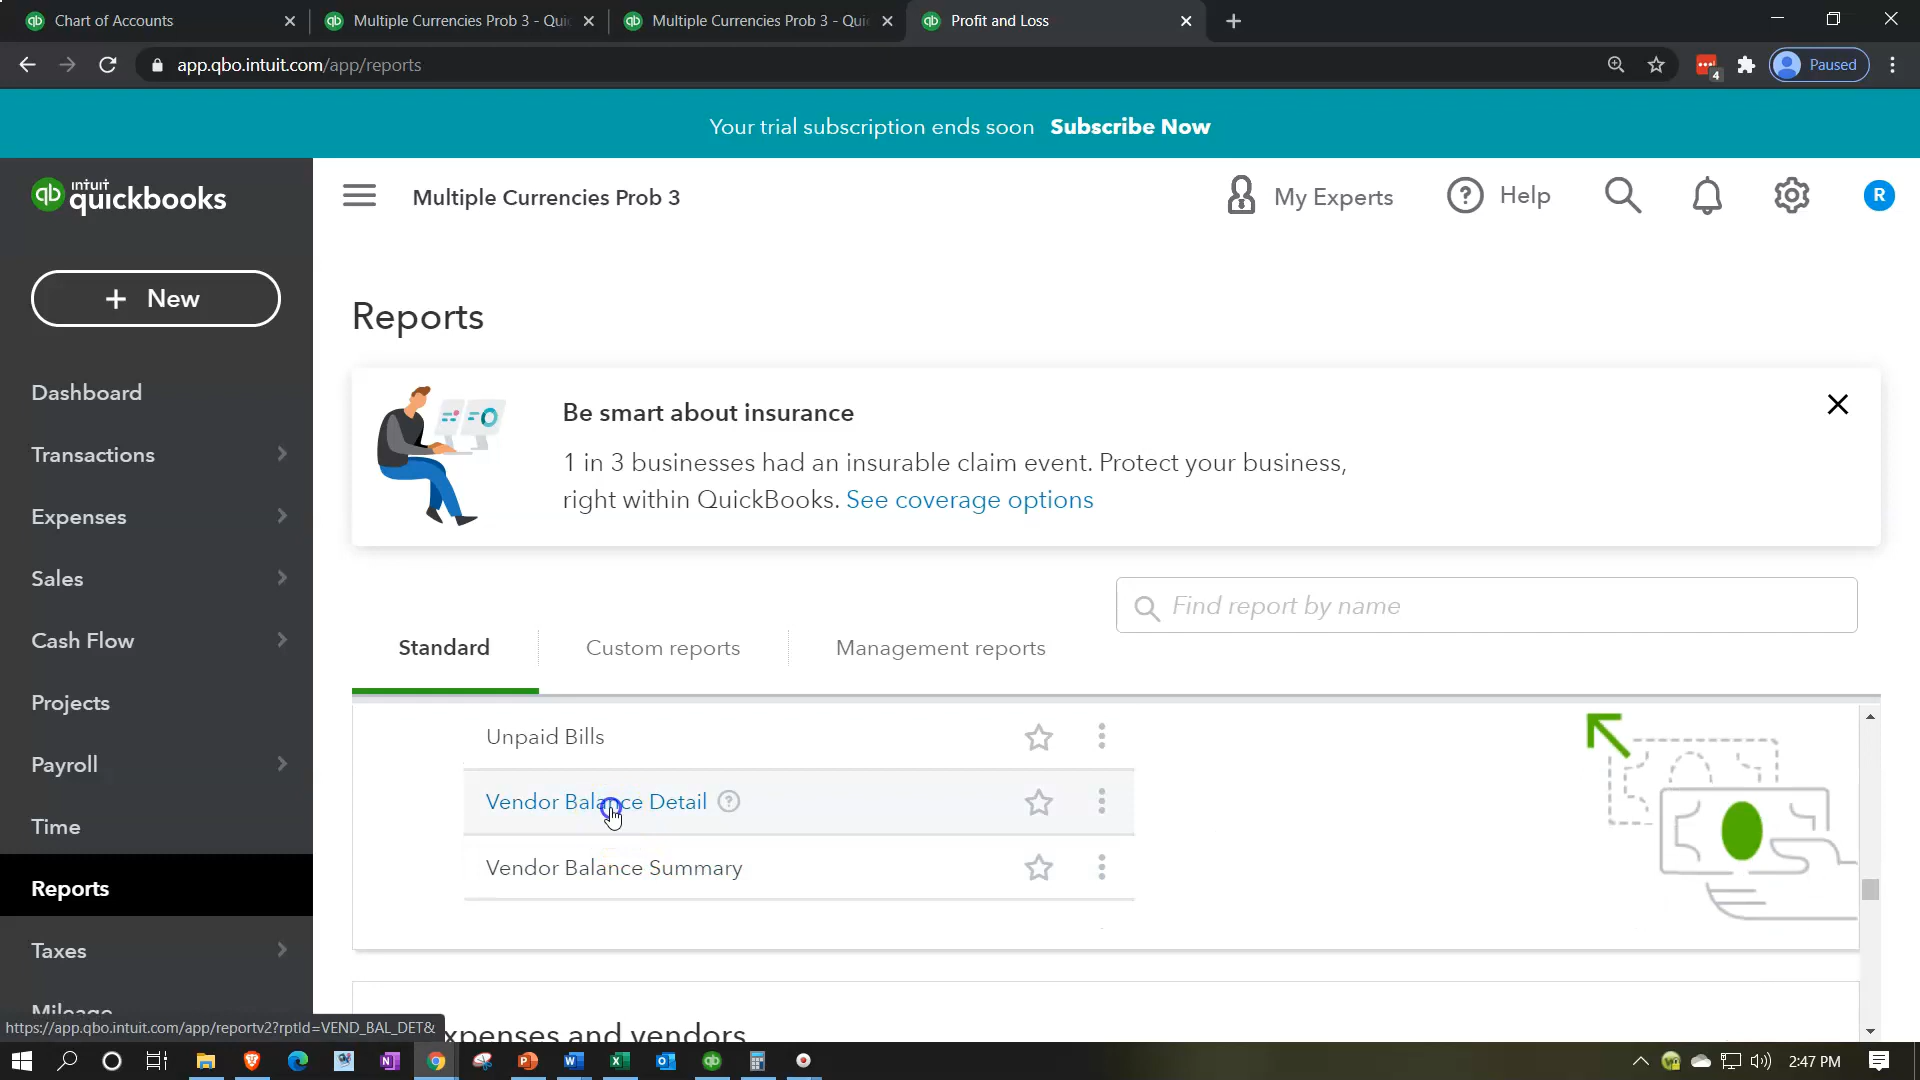 Chart of Accounts
Multiple Currencies Prob 3 - Quic
Multiple Currencies Prob 3 - Quic
Profit and Loss
app.qbo.intuit.com/app/reports
4
Paused
Your trial subscription ends soon Subscribe Now
intuit
quickbooks
Multiple Currencies Prob 3
My Experts
Help
R
New
Reports
Be smart about insurance
1 in 3 businesses had an insurable claim event. Protect your business,
right within QuickBooks. See coverage options
Dashboard
Transactions
Expenses
Sales
Cash Flow
Projects
Payroll
Time
Reports
Taxes
Mileage
Find report by name
Standard
Custom reports
Management reports
Unpaid Bills
Vendor Balance Detail
Vendor Balance Summary
xpenses and vendors
https://app.qbo.intuit.com/app/reportv2?rptId=VEND_BAL_DET&
2:47 PM